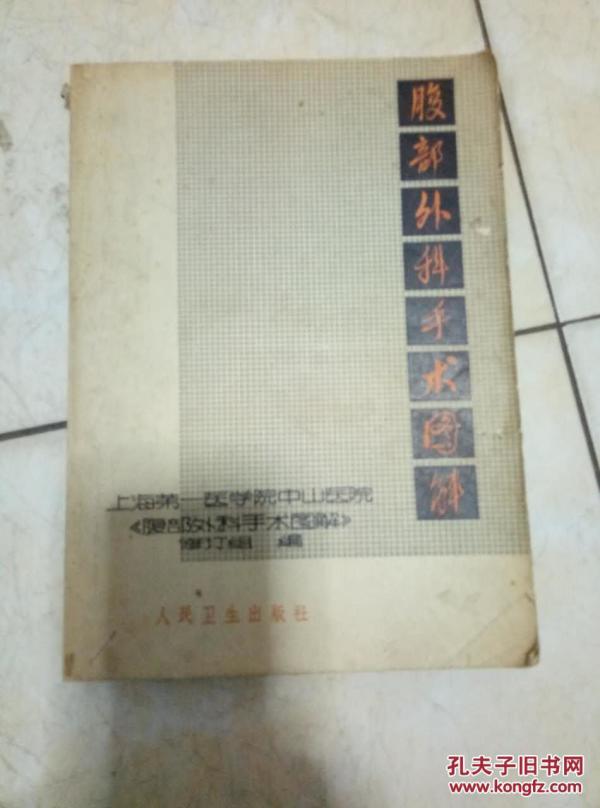 腹部外科手术图解
上海第一医学院中山医院
《腹部外科手术图解》
修订组 编
人民卫生出版社
孔夫子旧书网
www.kongfz.com